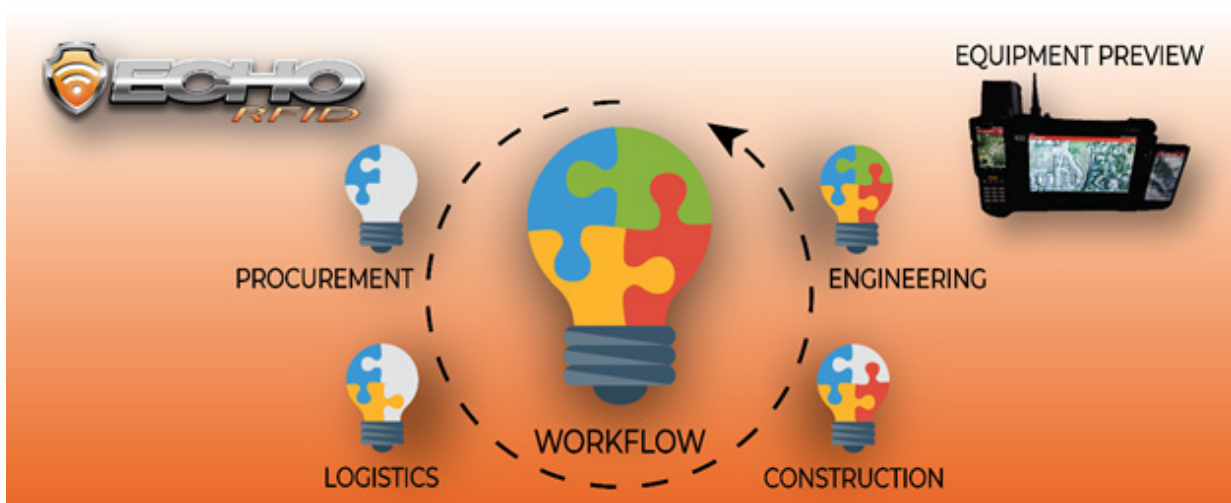 ECHO
RFID
EQUIPMENT PREVIEW
PROCUREMENT
ENGINEERING
LOGISTICS
WORKFLOW
CONSTRUCTION